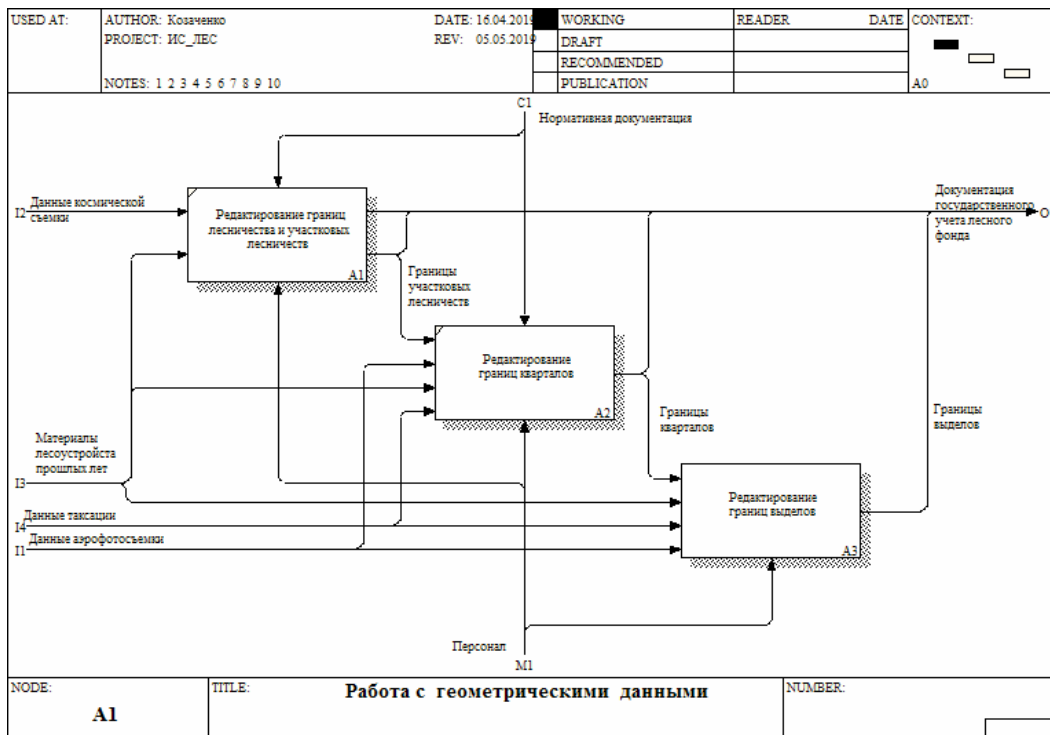 USED AT:
AUTHOR: Козаченко
DATE: 16.04.2019
WORKING
READER
DATE
CONTEXT:
PROJECT: ИС_ЛЕС
REV: 05.05.2019
DRAFT
RECOMMENDED
NOTES: 1 2 3 4 5 6 7 8 9 10
PUBLICATION
A0
C1
Нормативная документация
I2
Данные космической
съемки
Редактирование границ
лесничества и участковых
лесничеств
A1
Документация
государственного
учета лесного
фонда
O
Границы
участковых
лесничеств
Редактирование
границ кварталов
A2
Границы
кварталов
Границы
выделов
Материалы
лесоустройста
прошлых лет
I3
Редактирование
границ выделов
A3
Данные таксации
I4
Данные аэрофотосъемки
I1
Персонал
M1
NODE:
TITLE:
Работа с геометрическими данными
NUMBER:
A1